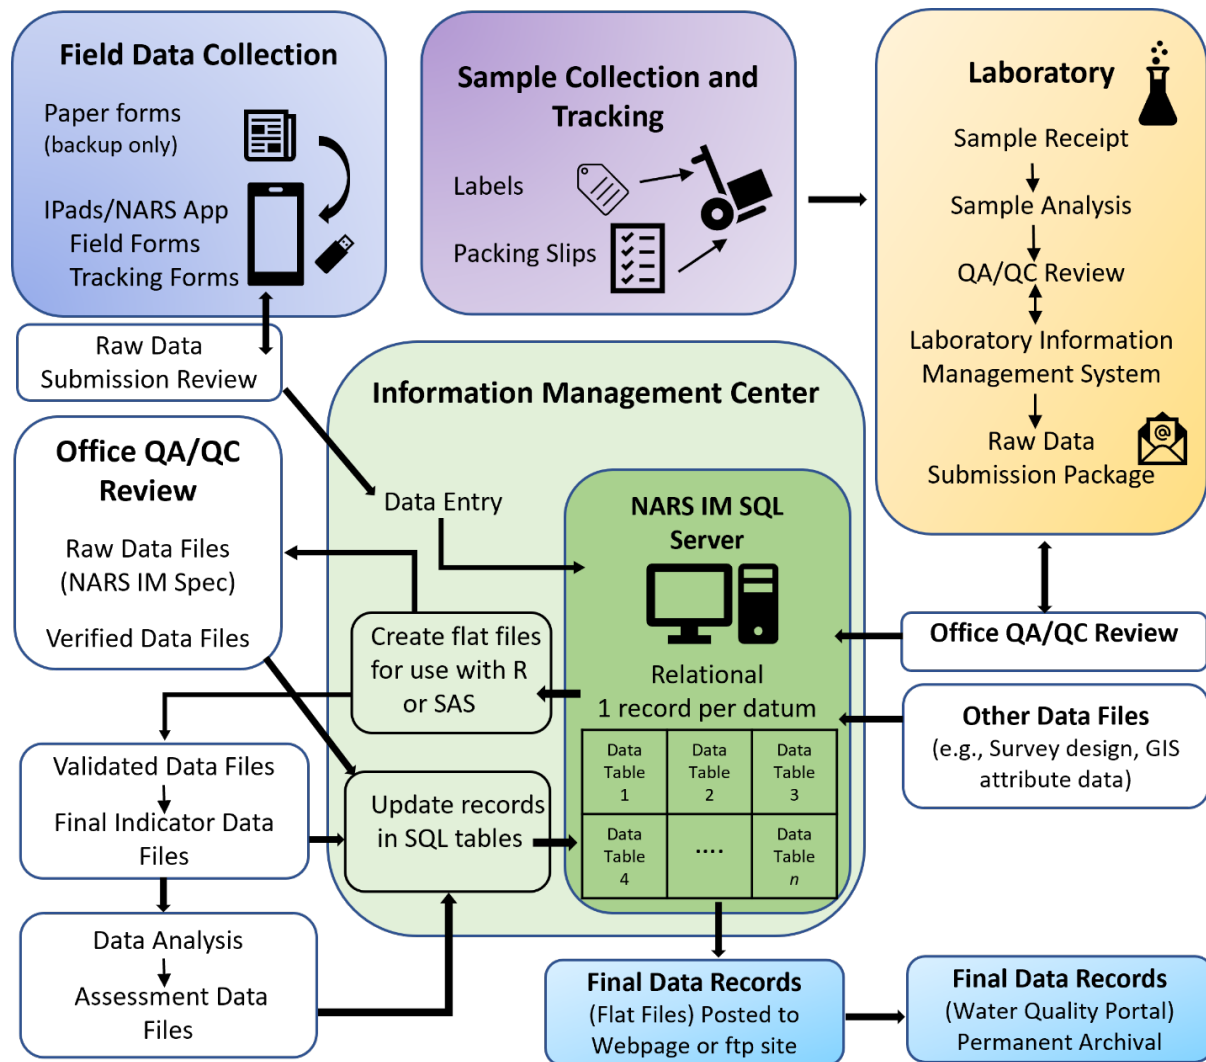 Field Data Collection
Paper forms
(backup only)
IPads/NARS App
Field Forms
Tracking Forms
Sample Collection and
Tracking
Labels
Packing Slips
Laboratory
Sample Receipt
Sample Analysis
QA/QC Review
Laboratory Information
Management System
Raw Data
Submission Package
@
Raw Data
Submission Review
Information Management Center
Office QA/QC
Review
Raw Data Files
(NARS IM Spec)
Verified Data Files
Data Entry
NARS IM SQL
Server
Relational
1 record per datum
Data
Table
1
Data
Table
2
Data
Table
3
Data
Table
4
....
Data
Table
n
Create flat files
for use with R
or SAS
Office QA/QC Review
Other Data Files
(e.g., Survey design, GIS
attribute data)
Validated Data Files
Final Indicator Data
Files
Update records
in SQL tables
Data Analysis
Assessment Data
Files
Final Data Records
(Flat Files) Posted to
Webpage or ftp site
Final Data Records
(Water Quality Portal)
Permanent Archival